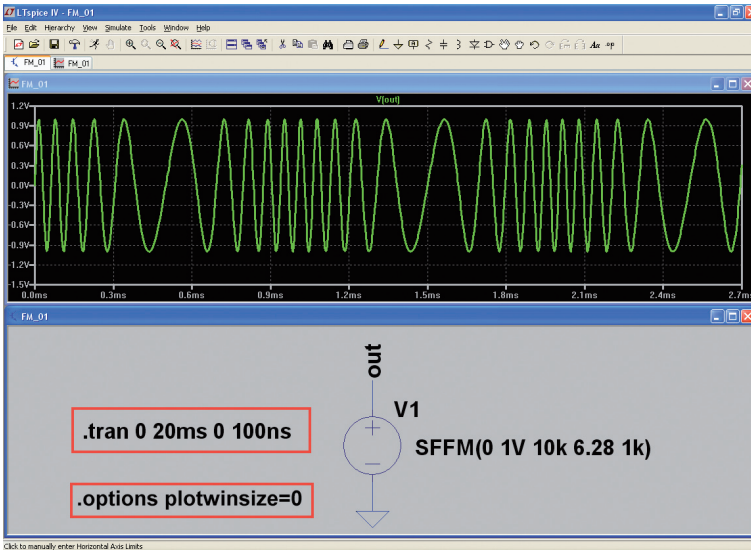 LTspice IV - FM_01
File Edit Hierarchy View Simulate Tools Window Help
FM_01 FM_01
FM_01
V[out]
1.2V
0.9V
0.6V
0.3V
0.0V
-0.3V
-0.6V
-0.9V
-1.2V
-1.5V
0.0ms 0.3ms 0.6ms 0.9ms 1.2ms 1.5ms 1.8ms 2.1ms 2.4ms 2.7ms
FM_01
out
V1
.tran 0 20ms 0 100ns
SFFM(0 1V 10k 6.28 1k)
.options plotwinsize=0
Click to manually enter Horizontal Axis Limits